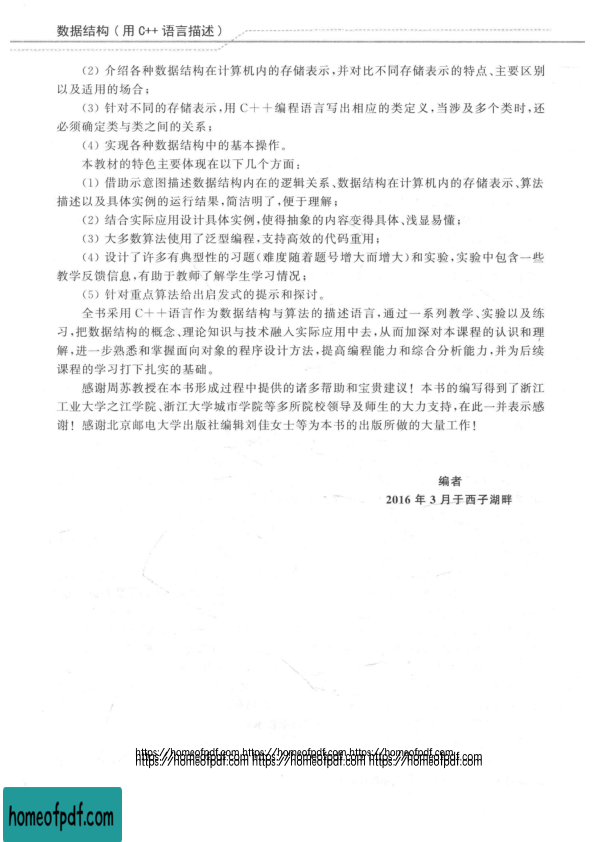 数据结构（用 C++ 语言描述）
（2）介绍各种数据结构在计算机内的存储表示，并对比不同存储表示的特点、主要区别
以及适用的场合；
（3）针对不同的存储表示，用 C＋＋编程语言写出相应的类定义，当涉及多个类时，还
必须确定类与类之间的关系；
（4）实现各种数据结构中的基本操作。
本教材的特色主要体现在以下几个方面：
（1）借助示意图描述数据结构内在的逻辑关系、数据结构在计算机内的存储表示、算法
描述以及具体实例的运行结果，简洁明了，便于理解；
（2）结合实际应用设计具体实例，使得抽象的内容变得具体、浅显易懂；
（3）大多数算法使用了泛型编程，支持高效的代码重用；
（4）设计了许多有典型性的习题（难度随着题号增大而增大）和实验，实验中包含一些
教学反馈信息，有助于教师了解学生学习情况；
（5）针对重点算法给出启发式的提示和探讨。
全书采用 C＋＋语言作为数据结构与算法的描述语言，通过一系列教学、实验以及练
习，把数据结构的概念、理论知识与技术融入实际应用中去，从而加深对本课程的认识和理
解，进一步熟悉和掌握面向对象的程序设计方法，提高编程能力和综合分析能力，并为后续
课程的学习打下扎实的基础。
感谢周苏教授在本书形成过程中提供的诸多帮助和宝贵建议！本书的编写得到了浙江
工业大学之江学院、浙江大学城市学院等多所院校领导及师生的大力支持，在此一并表示感
谢！感谢北京邮电大学出版社编辑刘佳女士等为本书的出版所做的大量工作！
编者
2016 年 3 月于西子湖畔
https://homeofpdf.com https://homeofpdf.com https://homeofpdf.com
https://homeofpdf.com https://homeofpdf.com https://homeofpdf.com
homeofpdf.com